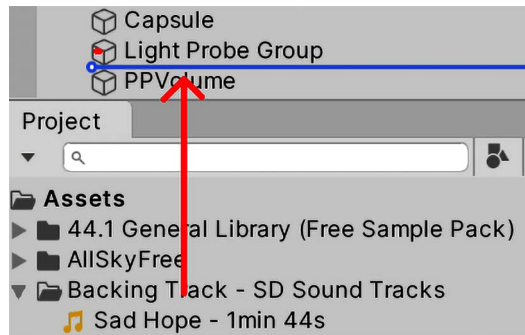 Capsule
Light Probe Group
PPVolume
Project
Assets
44.1 General Library (Free Sample Pack)
AllSkyFree
Backing Track - SD Sound Tracks
Sad Hope - 1min 44s